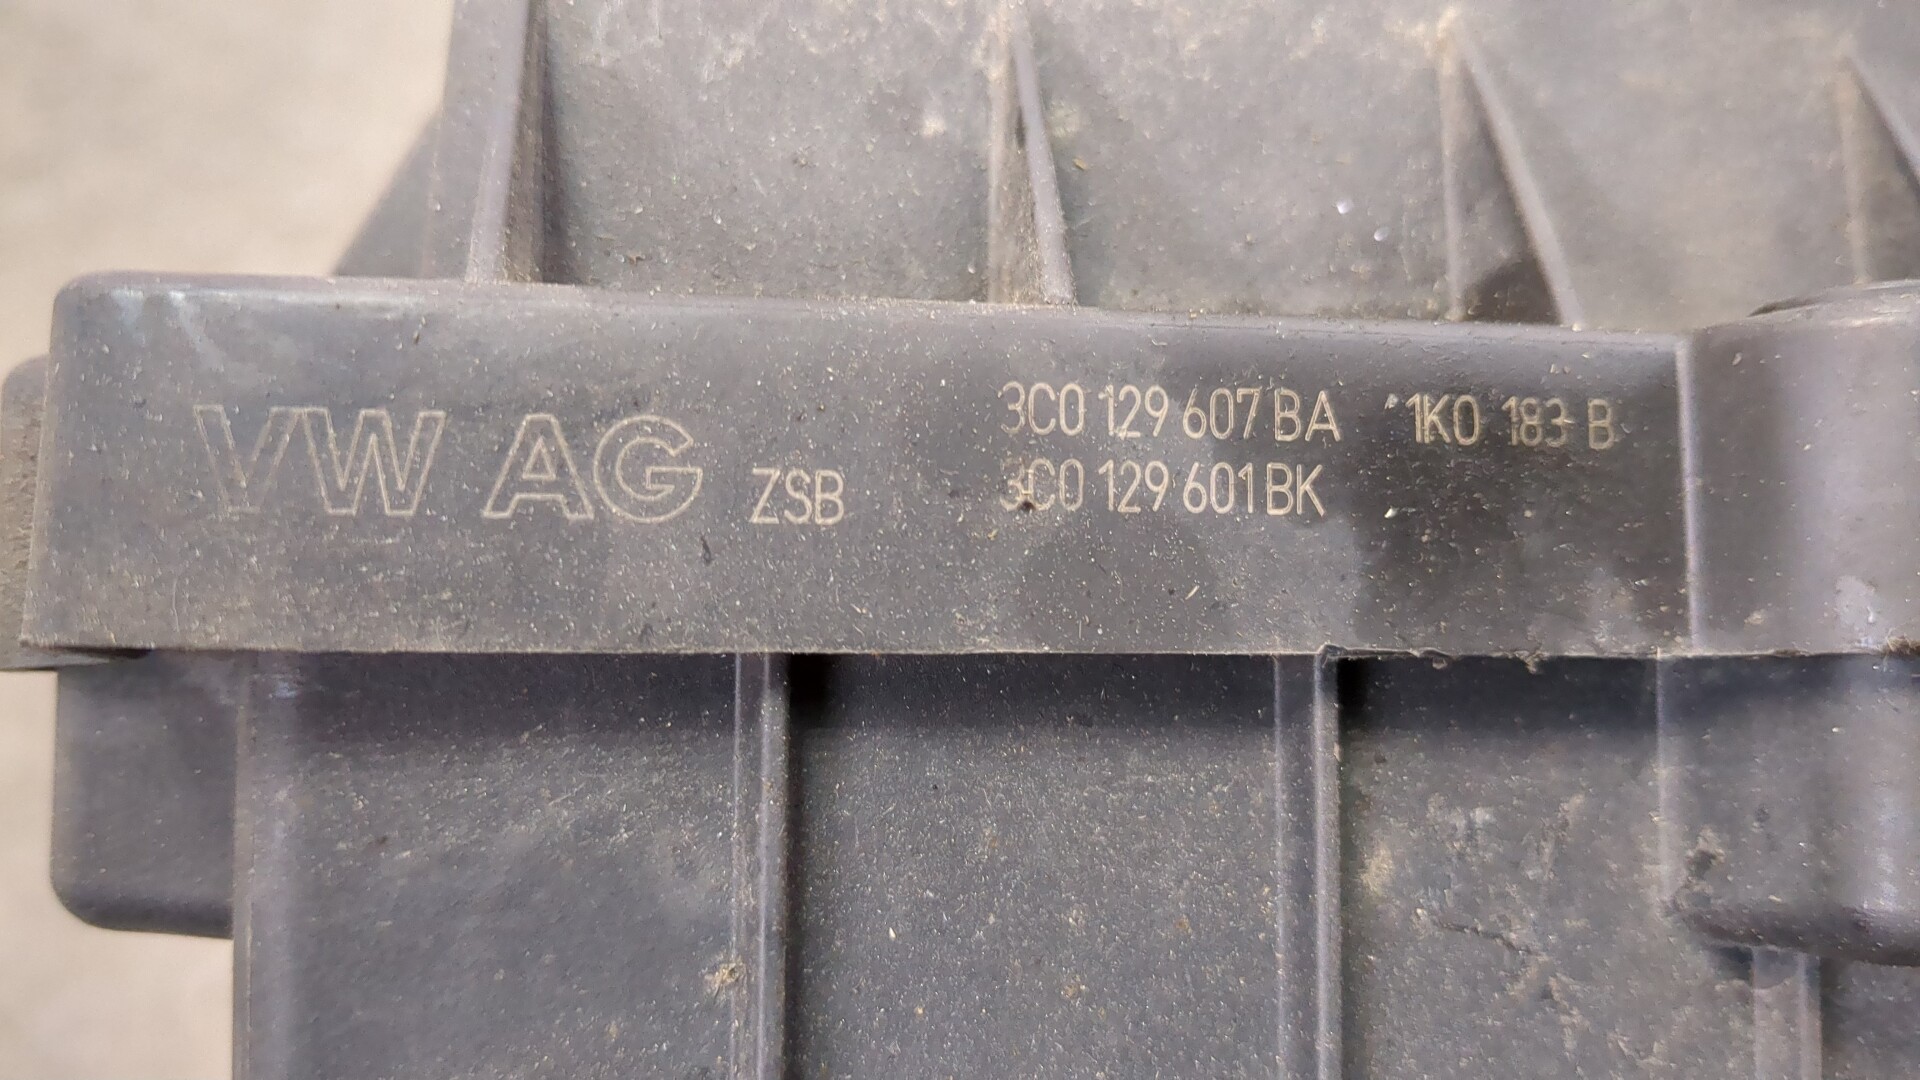 VW AG ZSB 3C0 129 607 BA 1K0 183 B
3C0 129 601 BK